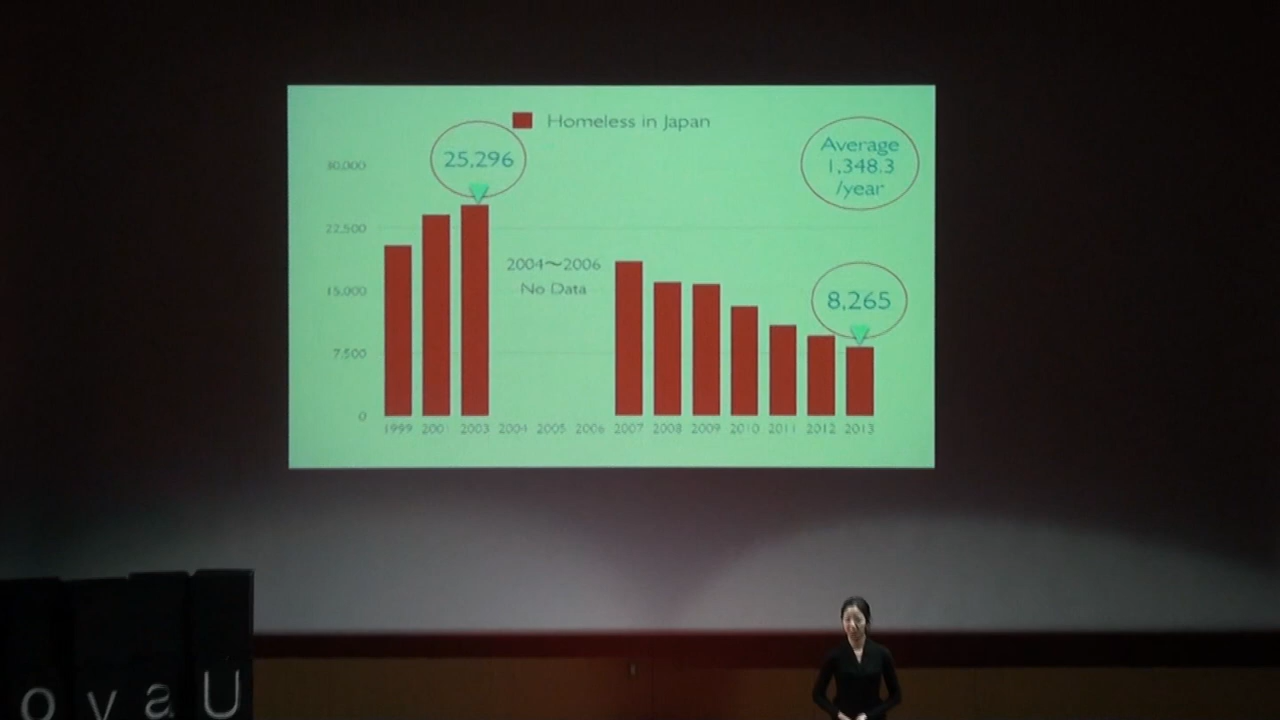 Homeless in Japan
25,296
Average
1,348.3
/year
30,000
22,500
15,000
7,500
0
2004～2006
No Data
8,265
1999 2001 2003 2004 2005 2006 2007 2008 2009 2010 2011 2012 2013
oyaU